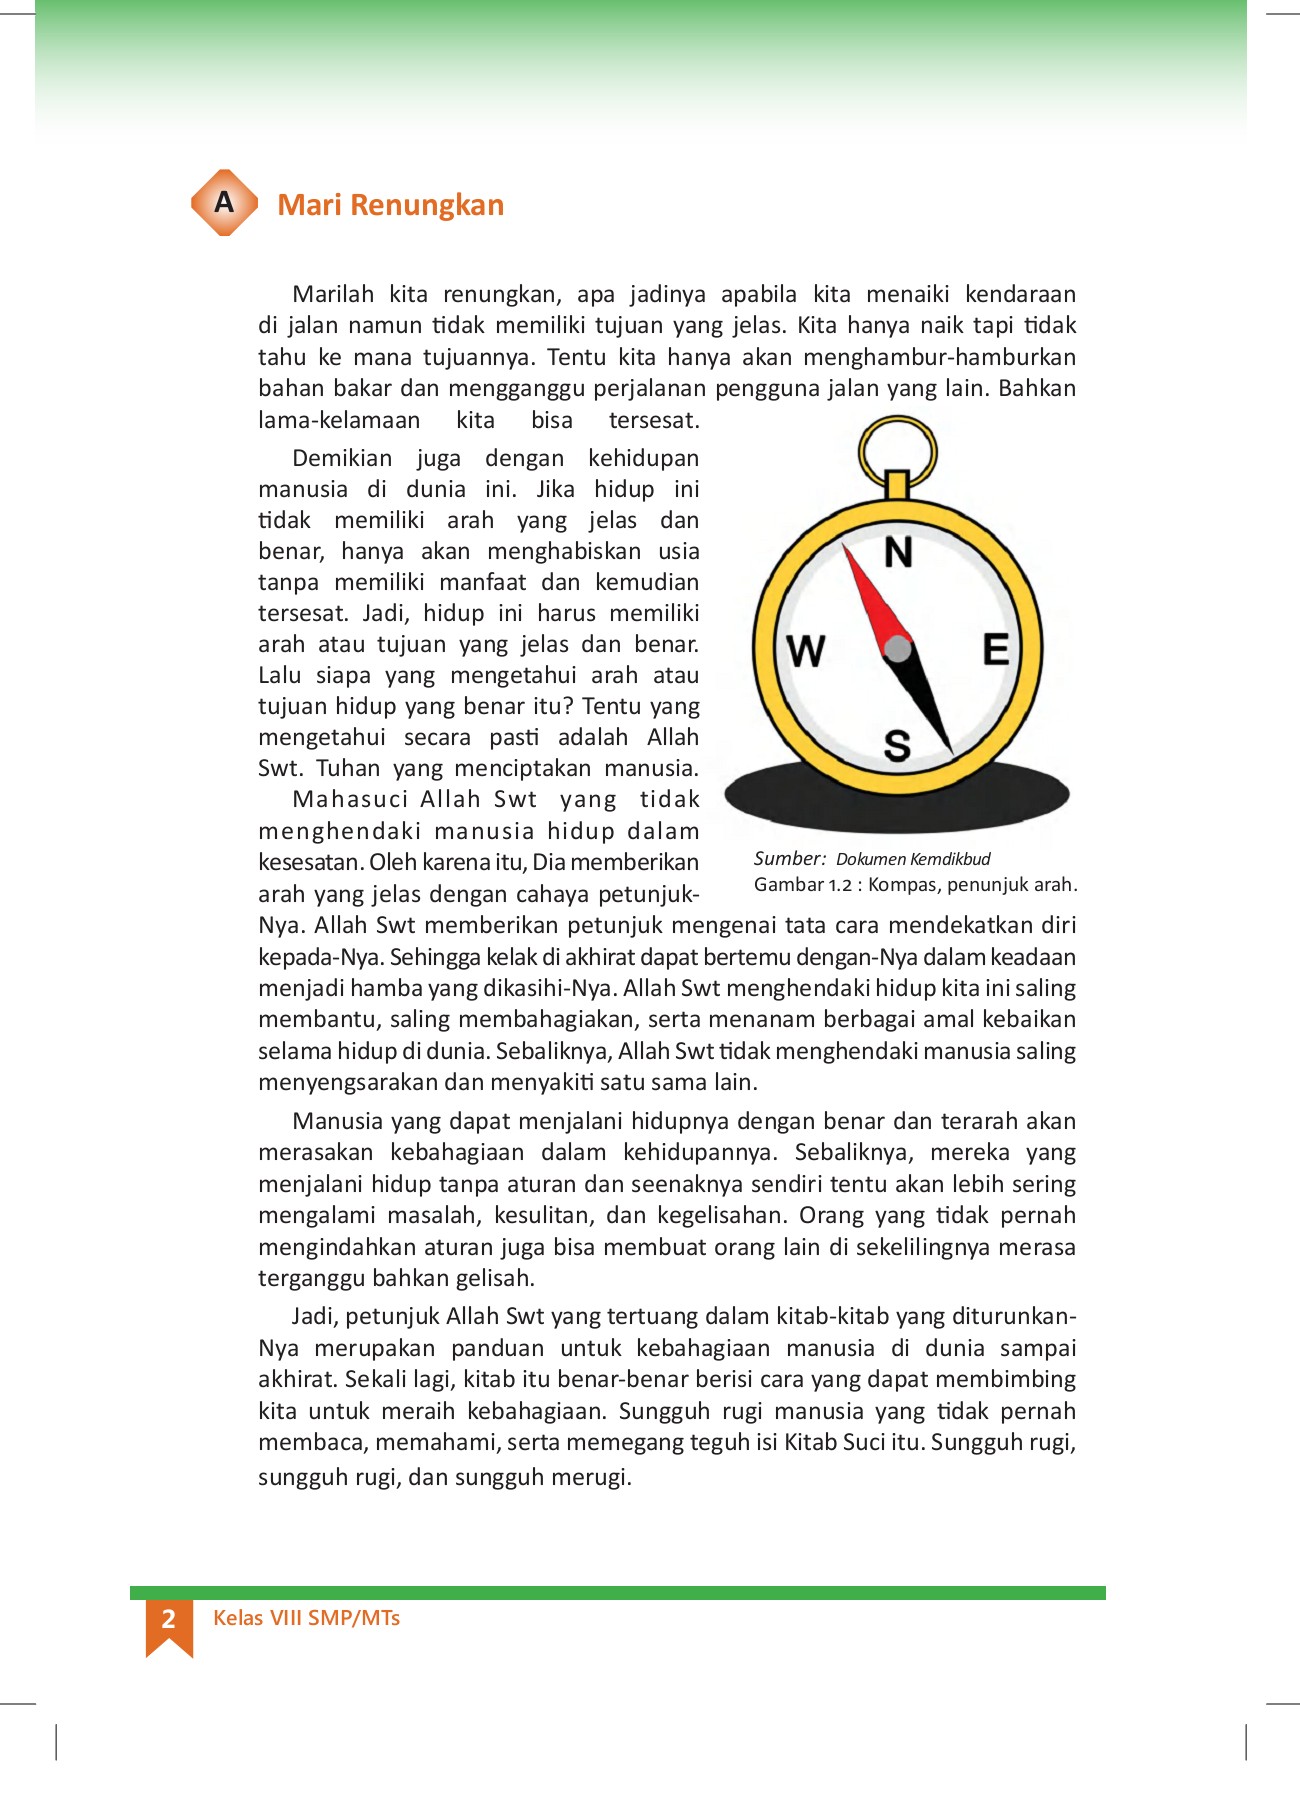 A
Mari Renungkan
Marilah kita renungkan, apa jadinya apabila kita menaiki kendaraan
di jalan namun tidak memiliki tujuan yang jelas. Kita hanya naik tapi tidak
tahu ke mana tujuannya. Tentu kita hanya akan menghambur-hamburkan
bahan bakar dan mengganggu perjalanan pengguna jalan yang lain. Bahkan
lama-kelamaan kita bisa tersesat.
Demikian juga dengan kehidupan
manusia di dunia ini. Jika hidup ini
tidak memiliki arah yang jelas dan
benar, hanya akan menghabiskan usia
tanpa memiliki manfaat dan kemudian
tersesat. Jadi, hidup ini harus memiliki
arah atau tujuan yang jelas dan benar.
Lalu siapa yang mengetahui arah atau
tujuan hidup yang benar itu? Tentu yang
mengetahui secara pasti adalah Allah
Swt. Tuhan yang menciptakan manusia.
N
W
E
S
Sumber: Dokumen Kemdikbud
Gambar 1.2 : Kompas, penunjuk arah.
Mahasuci Allah Swt yang tidak
menghendaki manusia hidup dalam
kesesatan. Oleh karena itu, Dia memberikan
arah yang jelas dengan cahaya petunjuk-
Nya. Allah Swt memberikan petunjuk mengenai tata cara mendekatkan diri
kepada-Nya. Sehingga kelak di akhirat dapat bertemu dengan-Nya dalam keadaan
menjadi hamba yang dikasihi-Nya. Allah Swt menghendaki hidup kita ini saling
membantu, saling membahagiakan, serta menanam berbagai amal kebaikan
selama hidup di dunia. Sebaliknya, Allah Swt tidak menghendaki manusia saling
menyengsarakan dan menyakiti satu sama lain.
Manusia yang dapat menjalani hidupnya dengan benar dan terarah akan
merasakan kebahagiaan dalam kehidupannya. Sebaliknya, mereka yang
menjalani hidup tanpa aturan dan seenaknya sendiri tentu akan lebih sering
mengalami masalah, kesulitan, dan kegelisahan. Orang yang tidak pernah
mengindahkan aturan juga bisa membuat orang lain di sekelilingnya merasa
terganggu bahkan gelisah.
Jadi, petunjuk Allah Swt yang tertuang dalam kitab-kitab yang diturunkan-
Nya merupakan panduan untuk kebahagiaan manusia di dunia sampai
akhirat. Sekali lagi, kitab itu benar-benar berisi cara yang dapat membimbing
kita untuk meraih kebahagiaan. Sungguh rugi manusia yang tidak pernah
membaca, memahami, serta memegang teguh isi Kitab Suci itu. Sungguh rugi,
sungguh rugi, dan sungguh merugi.
2
Kelas VIII SMP/MTs